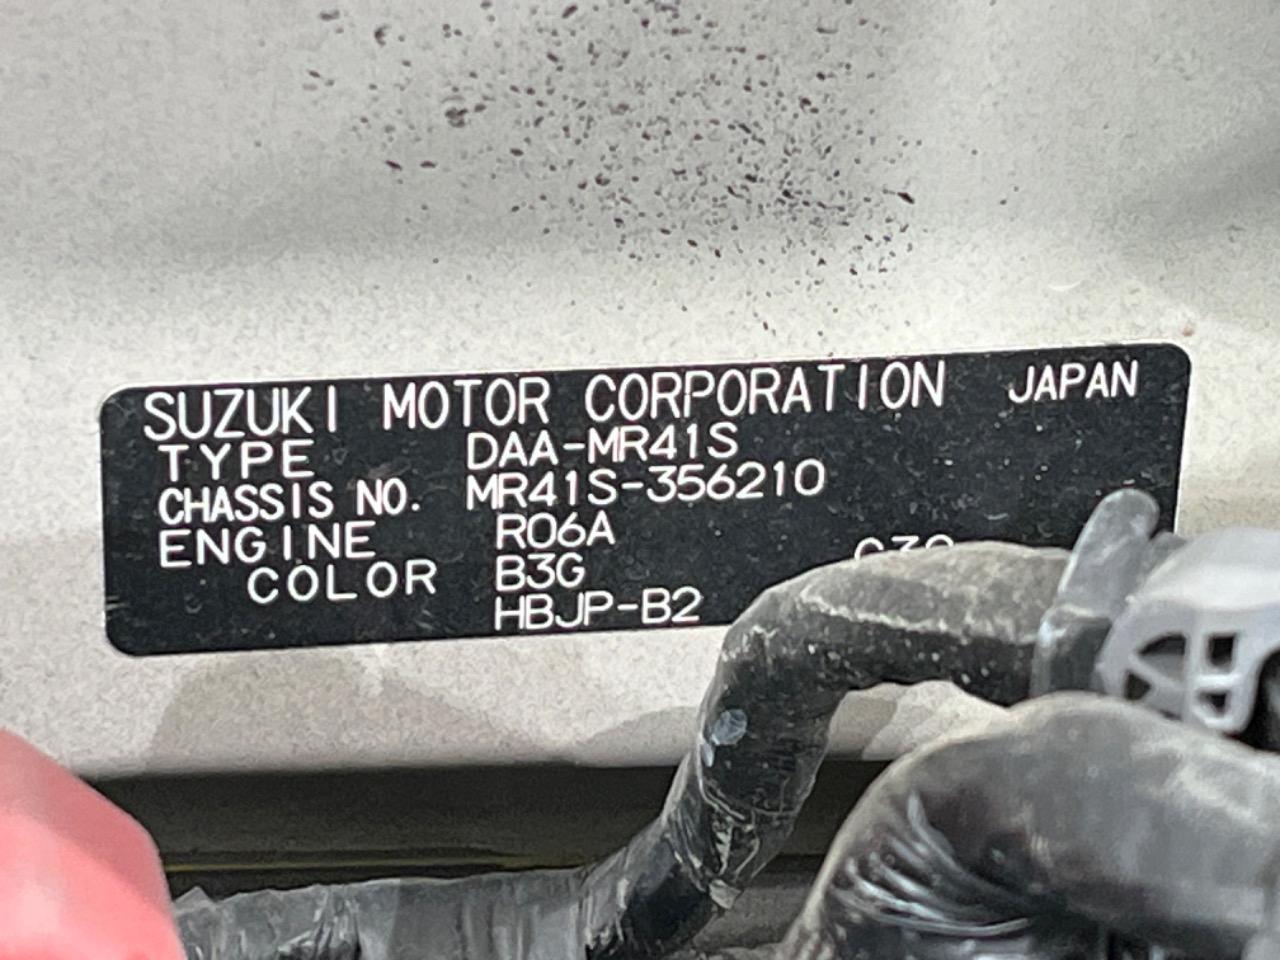 SUZUKI MOTOR CORPORATION JAPAN
TYPE DAA-MR41S
CHASSIS NO. MR41S-356210
ENGINE R06A
COLOR B3G
HBJP-B2